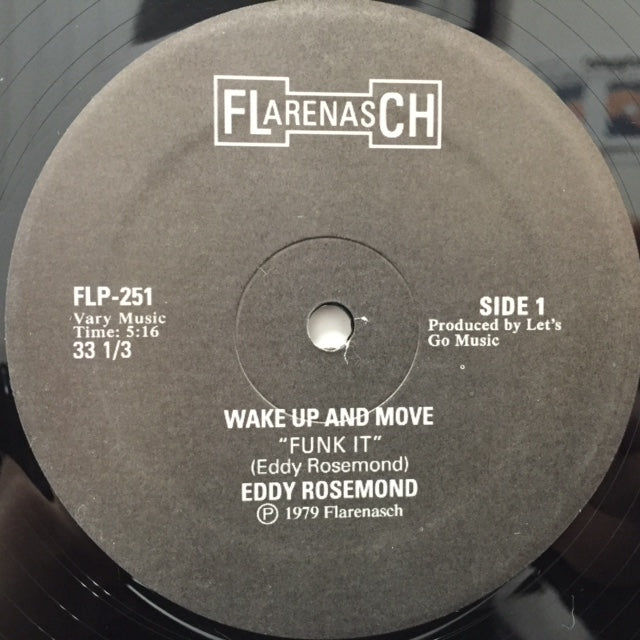 FLARENASCH
FLP-251
Vary Music
Time: 5:16
33 1/3
SIDE 1
Produced by Let's
Go Music
WAKE UP AND MOVE
"FUNK IT"
(Eddy Rosemond)
EDDY ROSEMOND
Ⓟ 1979 Flarenasch